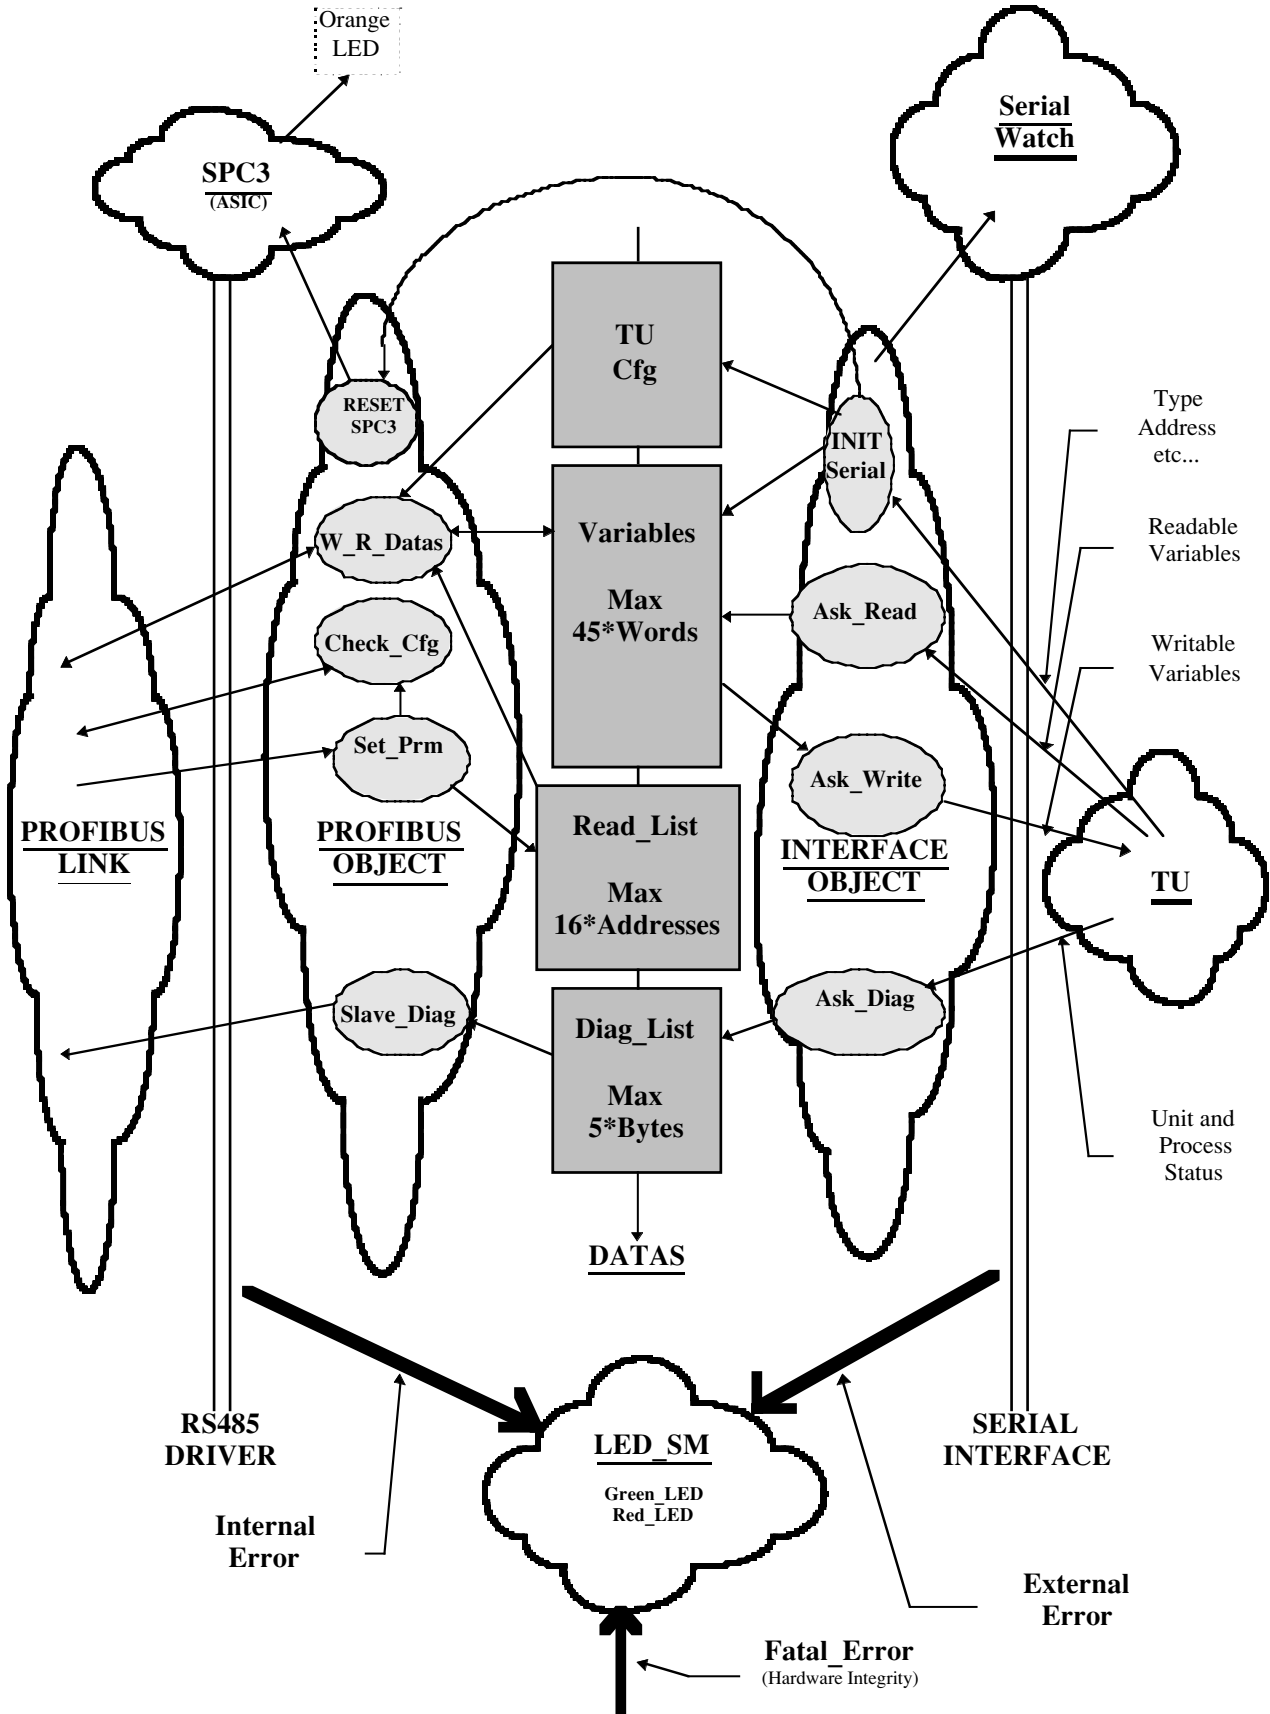 Orange
LED
Serial
Watch
SPC3
(ASIC)
TU
Cfg
RESET
SPC3
INIT
Serial
Type
Address
etc...
W_R_Datas
Variables
Max
45*Words
Readable
Variables
Check_Cfg
Ask_Read
Writable
Variables
Set_Prm
Ask_Write
PROFIBUS
LINK
PROFIBUS
OBJECT
Read_List
Max
16*Addresses
INTERFACE
OBJECT
TU
Slave_Diag
Diag_List
Max
5*Bytes
Ask_Diag
Unit and
Process
Status
DATAS
RS485
DRIVER
LED_SM
Green_LED
Red_LED
SERIAL
INTERFACE
Internal
Error
External
Error
Fatal_Error
(Hardware Integrity)